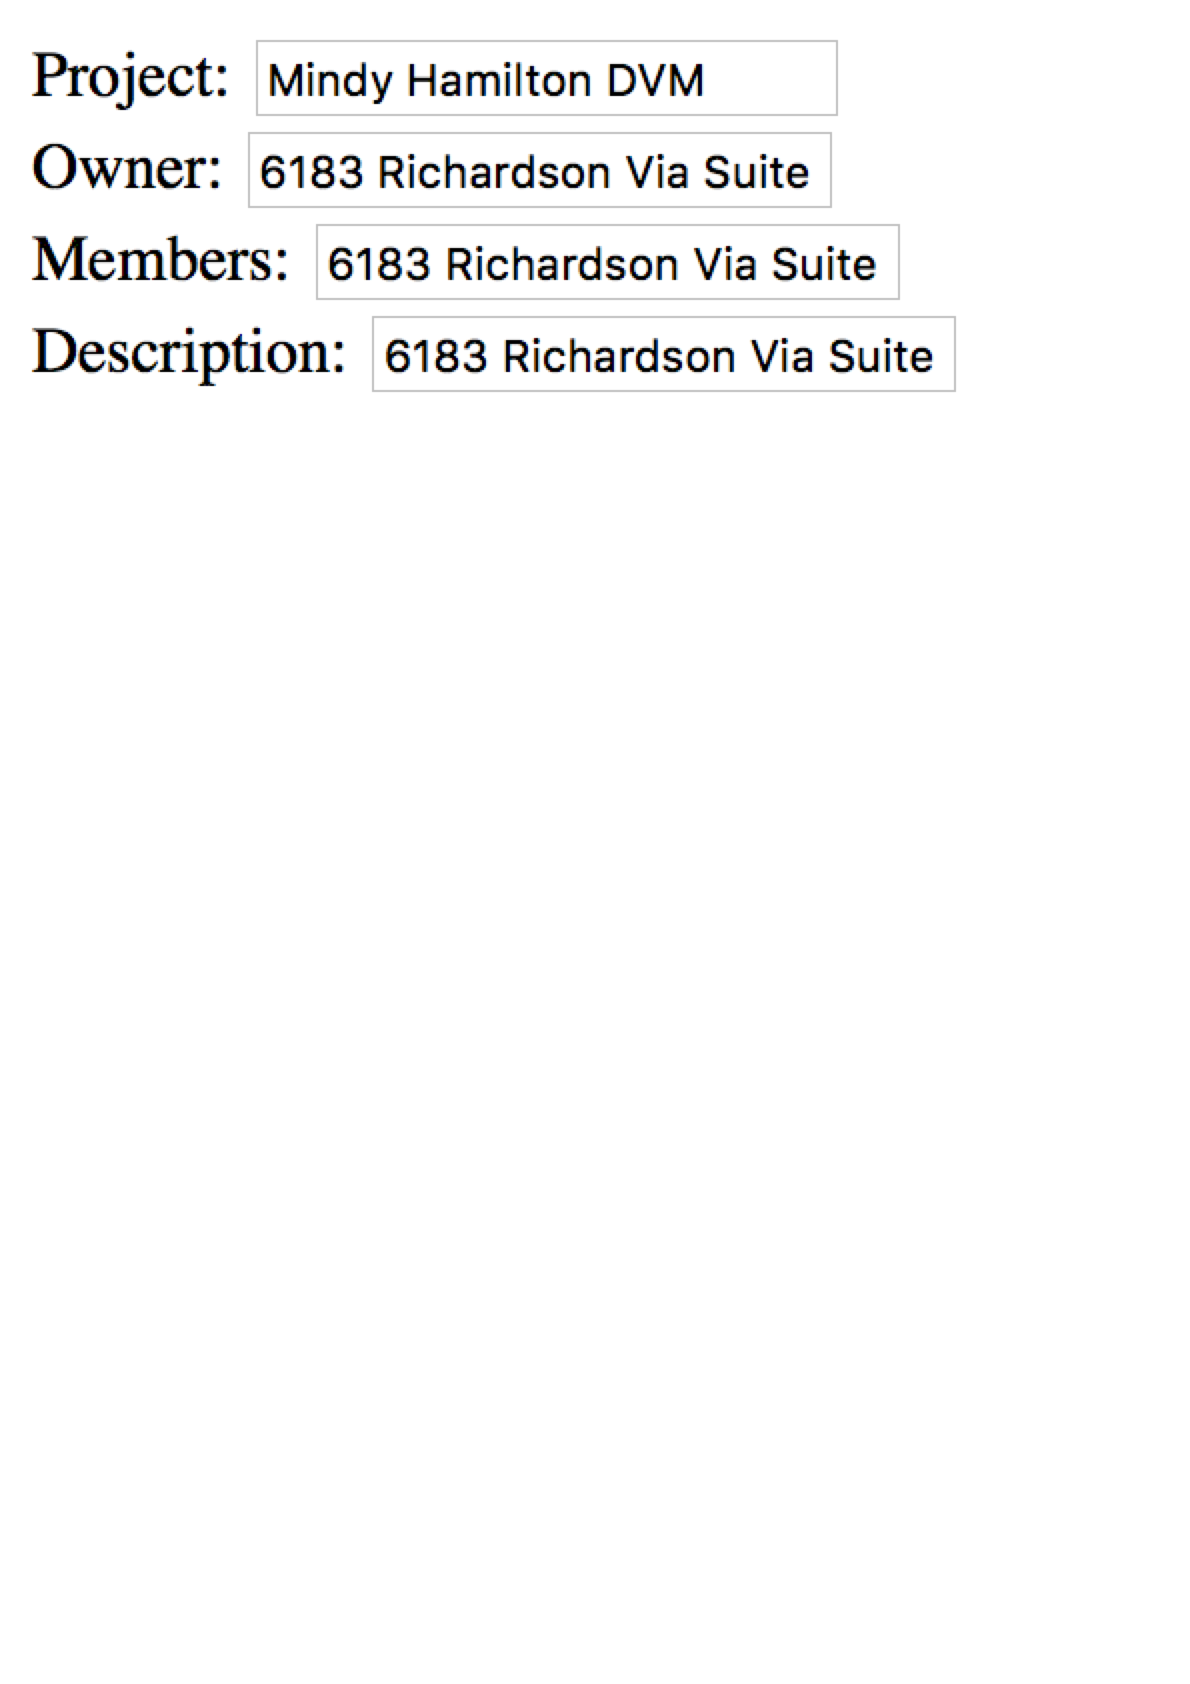 Project: Mindy Hamilton DVM
Owner: 6183 Richardson Via Suite
Members: 6183 Richardson Via Suite
Description: 6183 Richardson Via Suite